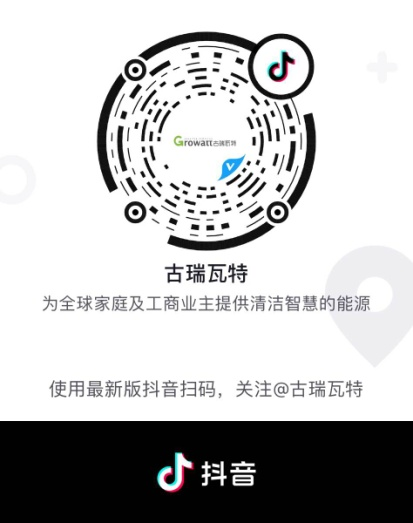 Growatt古瑞瓦特
古瑞瓦特
为全球家庭及工商业主提供清洁智慧的能源
使用最新版抖音扫码，关注@古瑞瓦特
抖音